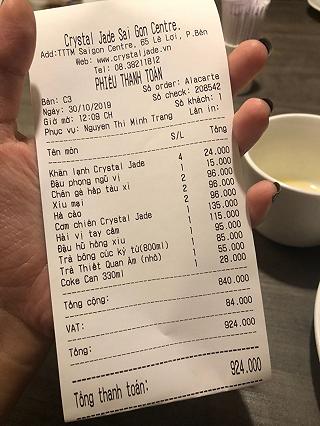 Crystal Jade Sai Gon Centre.
Add:TTTM Saigon Centre, 65 Lê Lợi, P.Bến
Web: www.crystaljade.vn
Tel: 08.38211812
PHIẾU THANH TOÁN
Bàn: C3 Số order: Alacarte
Ngày: 30/10/2019 Số check: 208542
Giờ mở: 12:09 CH Số khách: 1
Phục vụ: Nguyen Thi Minh Trang Lần in: 1
Tên món S/L Tổng
Khăn lạnh Crystal Jade 4 24.000
Đậu phọng ngũ vị 1 15.000
Chân gà hấp tàu xì 2 96.000
Xíu mại 2 96.000
Há cảo 2 96.000
Cơm chiên Crystal Jade 1 135.000
Hải vị tay cầm 1 115.000
Đậu hũ hồng xíu 1 95.000
Trà bông cúc kỷ tử(800ml) 1 85.000
Trà Thiết Quan Âm (nhỏ) 1 55.000
Coke Can 330ml 1 28.000
Tổng cộng: 840.000
VAT: 84.000
Tổng: 924.000
Tổng thanh toán: 924.000